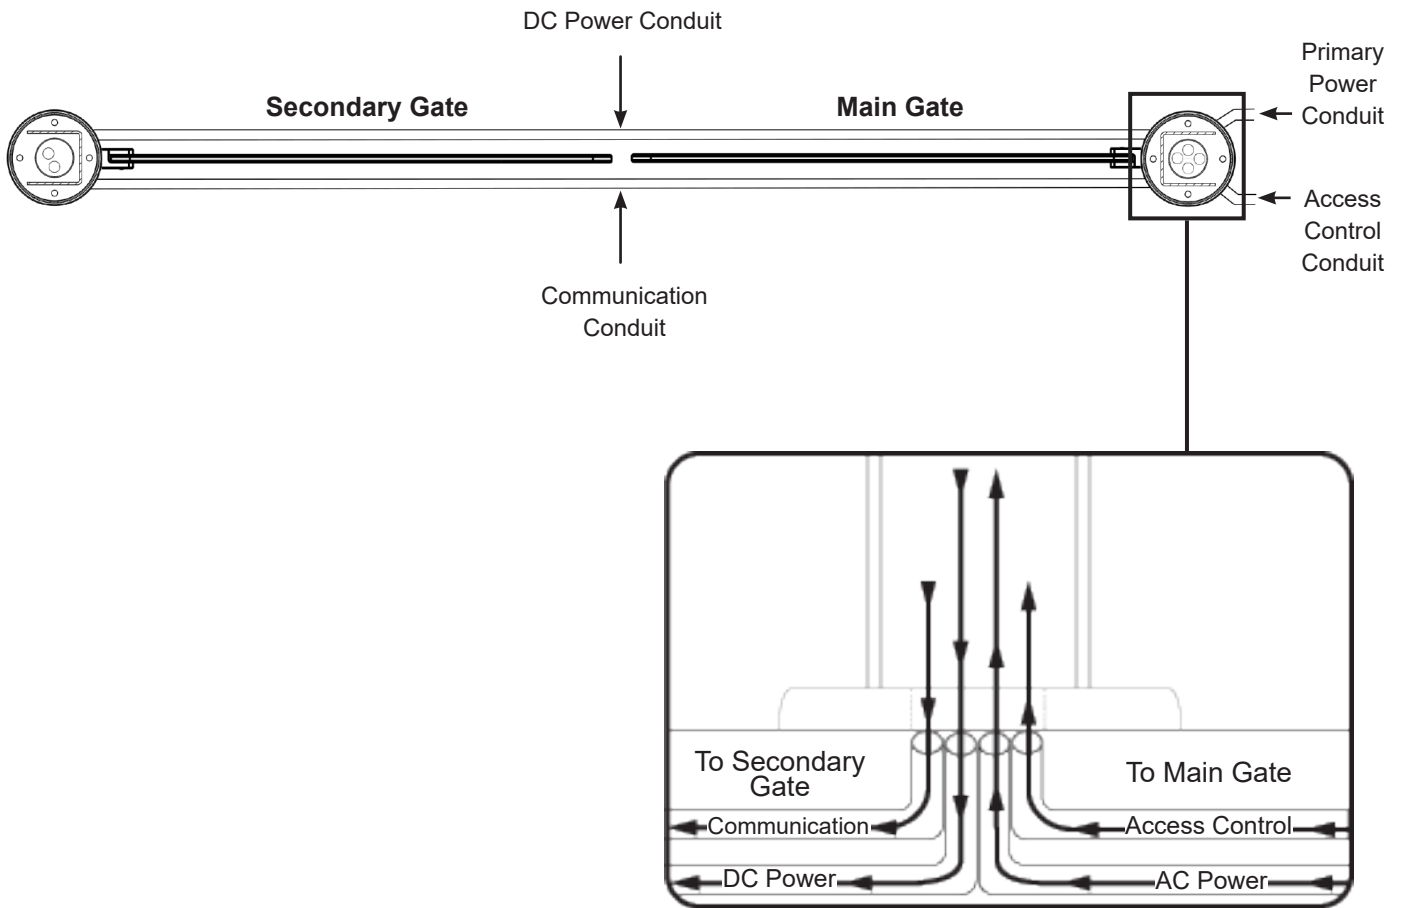 DC Power Conduit
Secondary Gate
Main Gate
Primary
Power
Conduit
Access
Control
Conduit
Communication
Conduit
To Secondary
Gate
To Main Gate
Communication
Access Control
DC Power
AC Power